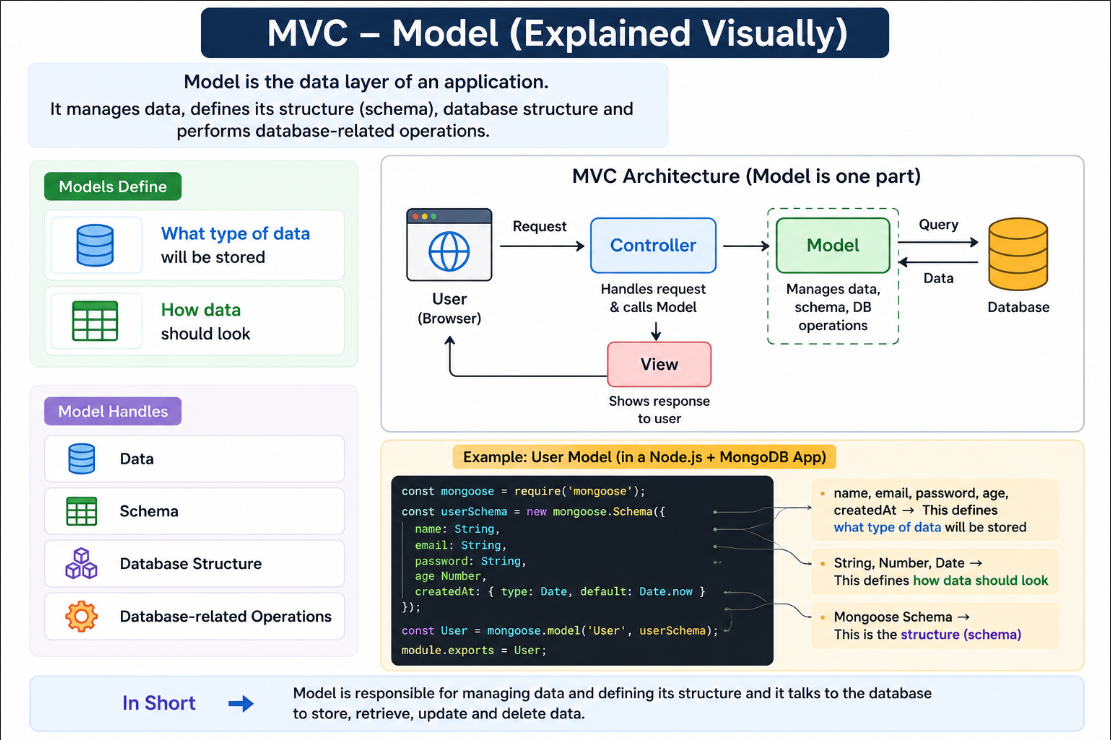 MVC – Model (Explained Visually)
Model is the data layer of an application.
It manages data, defines its structure (schema), database structure and
performs database-related operations.
Models Define
What type of data
will be stored
How data
should look
Model Handles
Data
Schema
Database Structure
Database-related Operations
MVC Architecture (Model is one part)
User
(Browser)
Request
Controller
Handles request
& calls Model
Model
Manages data,
schema, DB
operations
Query
Data
Database
View
Shows response
to user
Example: User Model (in a Node.js + MongoDB App)
const mongoose = require('mongoose');
const userSchema = new mongoose.Schema({
name: String,
email: String,
password: String,
age Number,
createdAt: { type: Date, default: Date.now }
});
const User = mongoose.model('User', userSchema);
module.exports = User;
• name, email, password, age,
createdAt → This defines
what type of data will be stored
• String, Number, Date →
This defines how data should look
• Mongoose Schema →
This is the structure (schema)
In Short →
Model is responsible for managing data and defining its structure and it talks to the database
to store, retrieve, update and delete data.